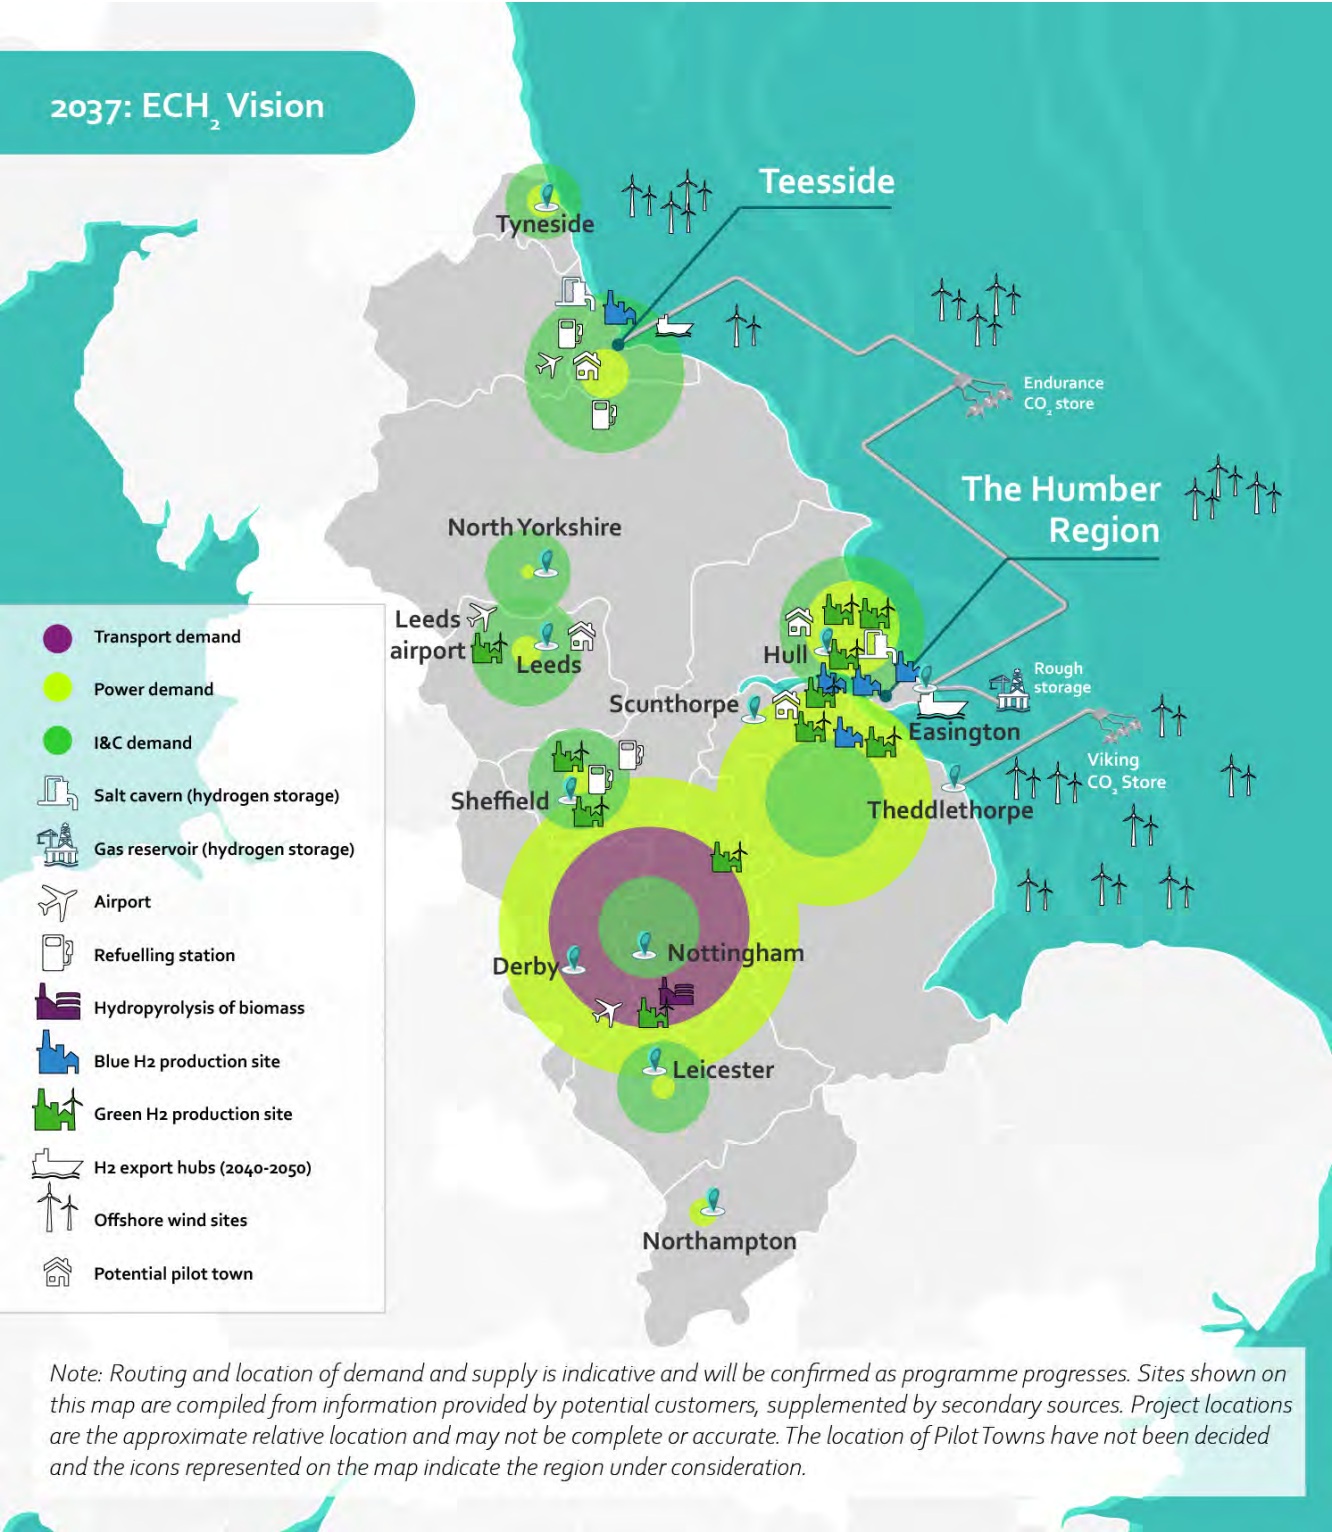 2037: ECH₂ Vision
Teesside
Tyneside
Endurance
CO₂ store
The Humber
Region
North Yorkshire
Leeds
airport
Leeds
Hull
Rough
storage
Scunthorpe
Easington
Viking
CO₂ Store
Sheffield
Theddlethorpe
Derby
Nottingham
Leicester
Northampton
Transport demand
Power demand
I&C demand
Salt cavern (hydrogen storage)
Gas reservoir (hydrogen storage)
Airport
Refuelling station
Hydropyrolysis of biomass
Blue H2 production site
Green H2 production site
H2 export hubs (2040-2050)
Offshore wind sites
Potential pilot town
Note: Routing and location of demand and supply is indicative and will be confirmed as programme progresses. Sites shown on
this map are compiled from information provided by potential customers, supplemented by secondary sources. Project locations
are the approximate relative location and may not be complete or accurate. The location of Pilot Towns have not been decided
and the icons represented on the map indicate the region under consideration.